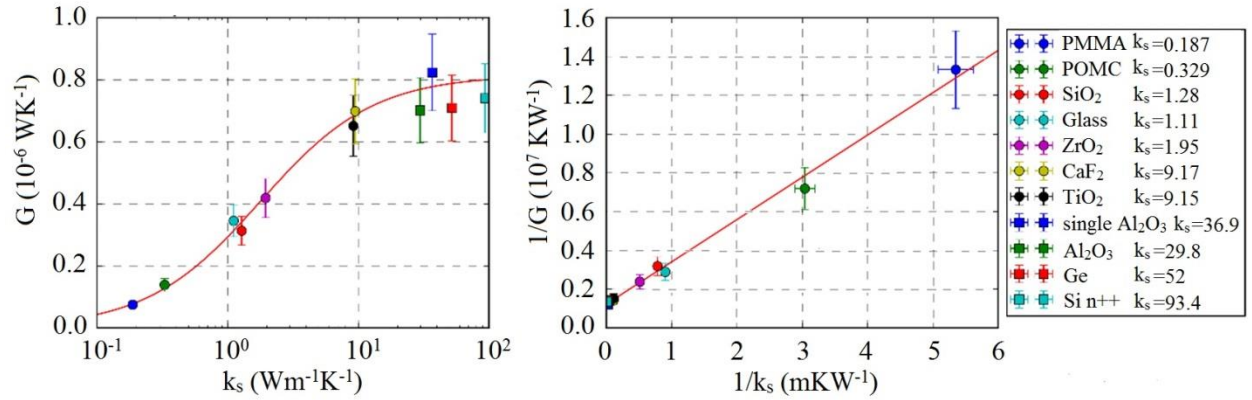 1.0
0.8
0.6
0.4
0.2
0.0
G (10⁻⁶ WK⁻¹)
10⁻¹ 10⁰ 10¹ 10²
kₛ (Wm⁻¹K⁻¹)
1.6
1.4
1.2
1.0
0.8
0.6
0.4
0.2
0.0
1/G (10⁷ KW⁻¹)
0 1 2 3 4 5 6
1/kₛ (mKW⁻¹)
PMMA kₛ=0.187
POMC kₛ=0.329
SiO₂ kₛ=1.28
Glass kₛ=1.11
ZrO₂ kₛ=1.95
CaF₂ kₛ=9.17
TiO₂ kₛ=9.15
single Al₂O₃ kₛ=36.9
Al₂O₃ kₛ=29.8
Ge kₛ=52
Si n++ kₛ=93.4